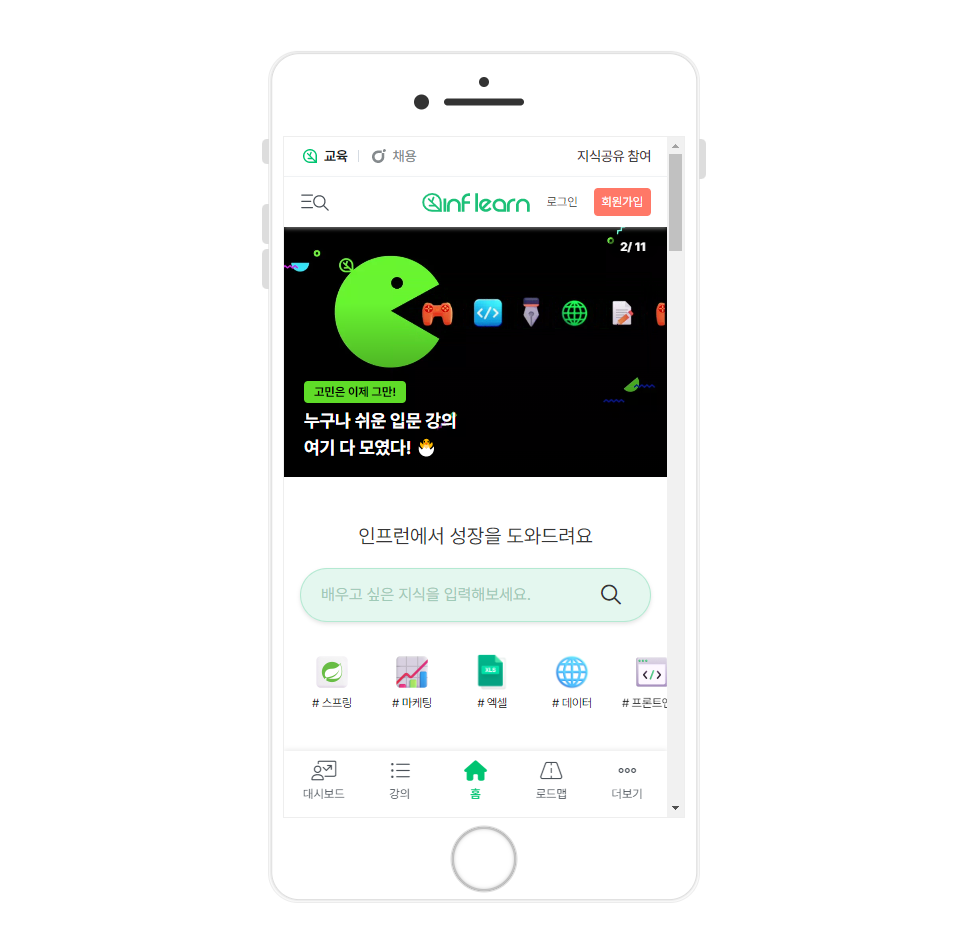 교육
채용
지식공유 참여
inflearn
로그인
회원가입
2/ 11
고민은 이제 그만!
누구나 쉬운 입문 강의
여기 다 모였다!
인프런에서 성장을 도와드려요
배우고 싶은 지식을 입력해보세요.
XLS
# 스프링
# 마케팅
# 엑셀
# 데이터
# 프론트엔
대시보드
강의
홈
로드맵
더보기